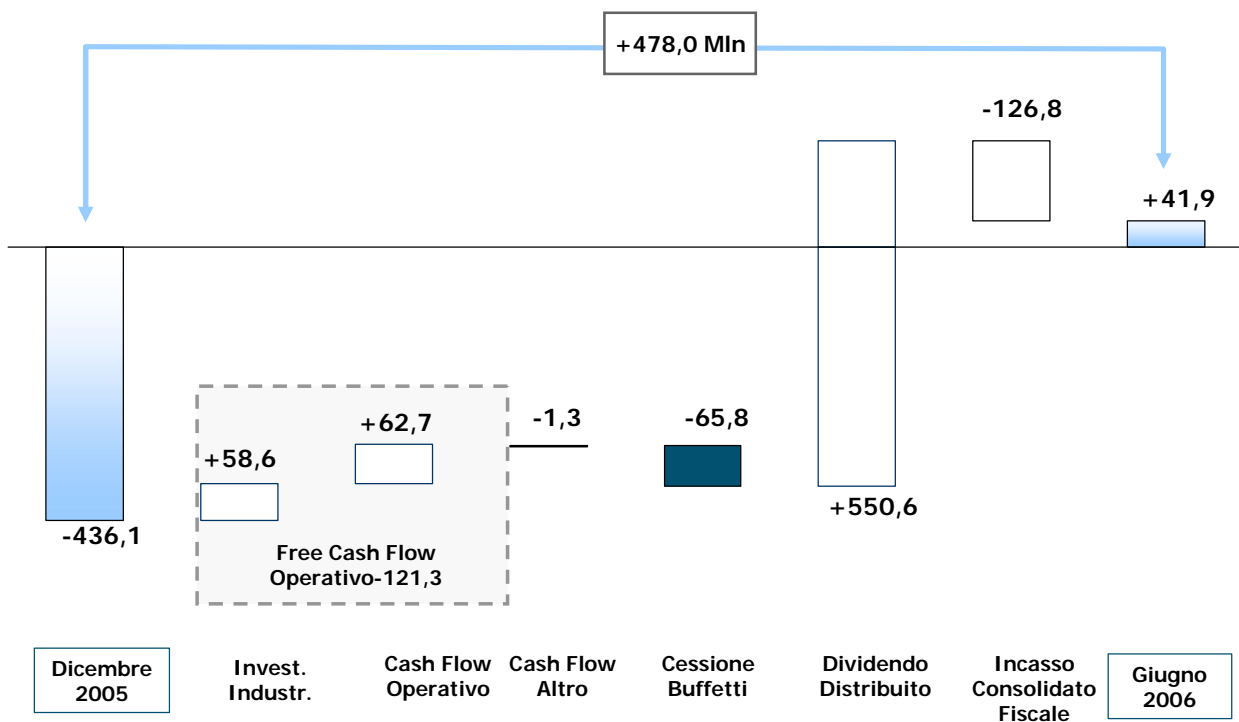 +478,0 Mln
-126,8
+41,9
+62,7
-1,3
-65,8
+58,6
-436,1
+550,6
Free Cash Flow
Operativo-121,3
Dicembre
2005
Invest.
Industr.
Cash Flow
Operativo
Cash Flow
Altro
Cessione
Buffetti
Dividendo
Distribuito
Incasso
Consolidato
Fiscale
Giugno
2006